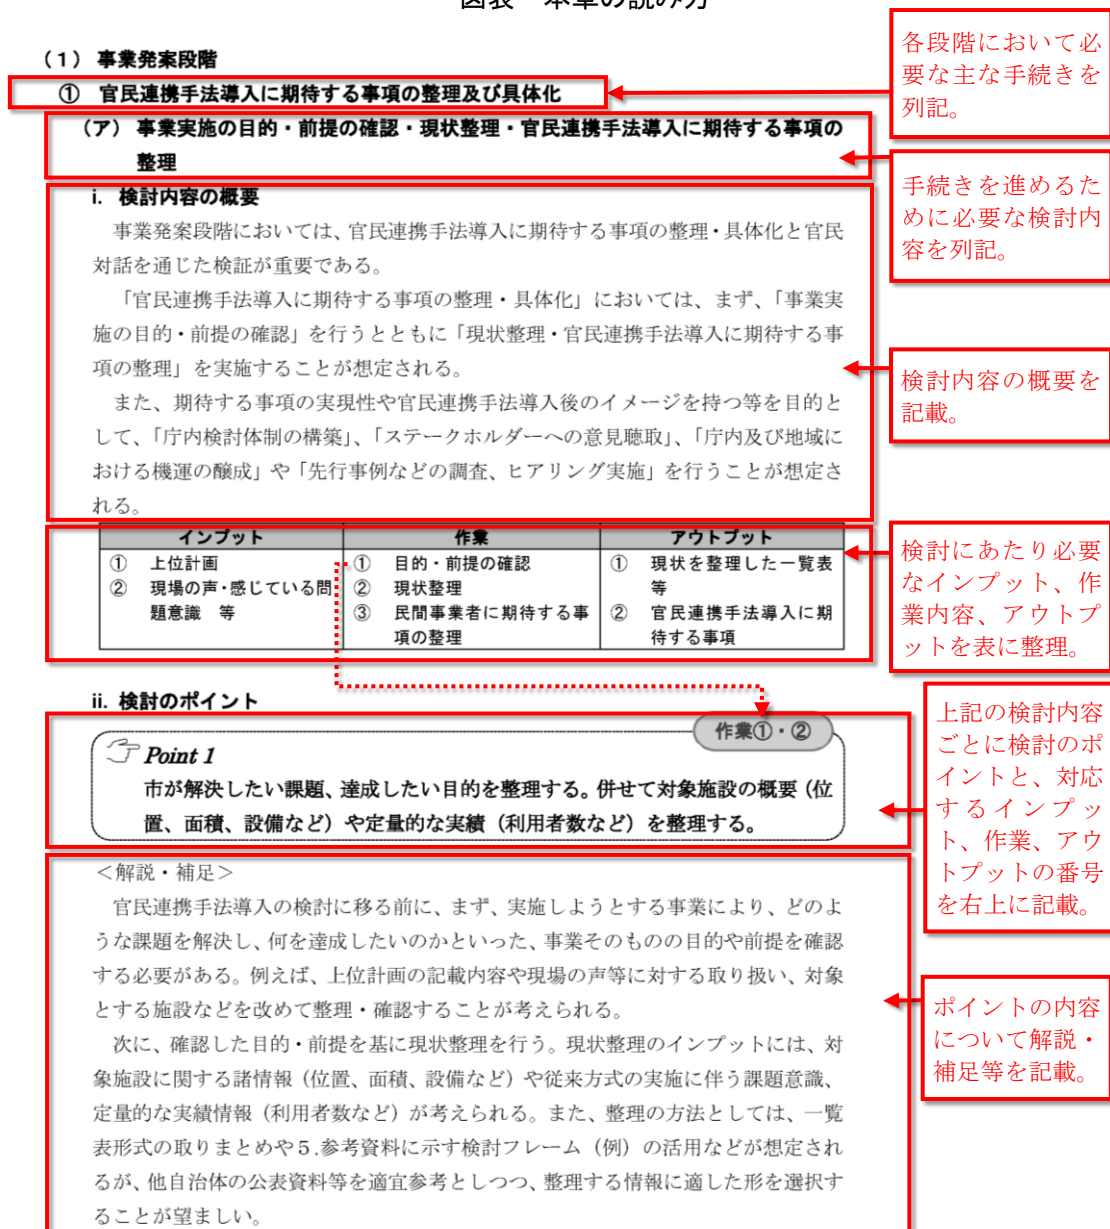 図表 本章の読み方
（１） 事業発案段階
① 官民連携手法導入に期待する事項の整理及び具体化
（ア） 事業実施の目的・前提の確認・現状整理・官民連携手法導入に期待する事項の
整理
i. 検討内容の概要
事業発案段階においては、官民連携手法導入に期待する事項の整理・具体化と官民
対話を通じた検証が重要である。
「官民連携手法導入に期待する事項の整理・具体化」においては、まず、「事業実
施の目的・前提の確認」を行うとともに「現状整理・官民連携手法導入に期待する事
項の整理」を実施することが想定される。
また、期待する事項の実現性や官民連携手法導入後のイメージを持つ等を目的と
して、「庁内検討体制の構築」、「ステークホルダーへの意見聴取」、「庁内及び地域に
おける機運の醸成」や「先行事例などの調査、ヒアリング実施」を行うことが想定さ
れる。
インプット
① 上位計画
② 現場の声・感じている問
題意識 等
作業
① 目的・前提の確認
② 現状整理
③ 民間事業者に期待する事
項の整理
アウトプット
① 現状を整理した一覧表
等
② 官民連携手法導入に期
待する事項
ii. 検討のポイント
作業①・②
Point 1
市が解決したい課題、達成したい目的を整理する。併せて対象施設の概要（位
置、面積、設備など）や定量的な実績（利用者数など）を整理する。
＜解説・補足＞
官民連携手法導入の検討に移る前に、まず、実施しようとする事業により、どのよ
うな課題を解決し、何を達成したいのかといった、事業そのものの目的や前提を確認
する必要がある。例えば、上位計画の記載内容や現場の声等に対する取り扱い、対象
とする施設などを改めて整理・確認することが考えられる。
次に、確認した目的・前提を基に現状整理を行う。現状整理のインプットには、対
象施設に関する諸情報（位置、面積、設備など）や従来方式の実施に伴う課題意識、
定量的な実績情報（利用者数など）が考えられる。また、整理の方法としては、一覧
表形式の取りまとめや５.参考資料に示す検討フレーム（例）の活用などが想定され
るが、他自治体の公表資料等を適宜参考としつつ、整理する情報に適した形を選択す
ることが望ましい。
各段階において必
要な主な手続きを
列記。
手続きを進めるた
めに必要な検討内
容を列記。
検討内容の概要を
記載。
検討にあたり必要
なインプット、作
業内容、アウトプ
ットを表に整理。
上記の検討内容
ごとに検討のポ
イントと、対応
するインプッ
ト、作業、アウ
トプットの番号
を右上に記載。
ポイントの内容
について解説・
補足等を記載。